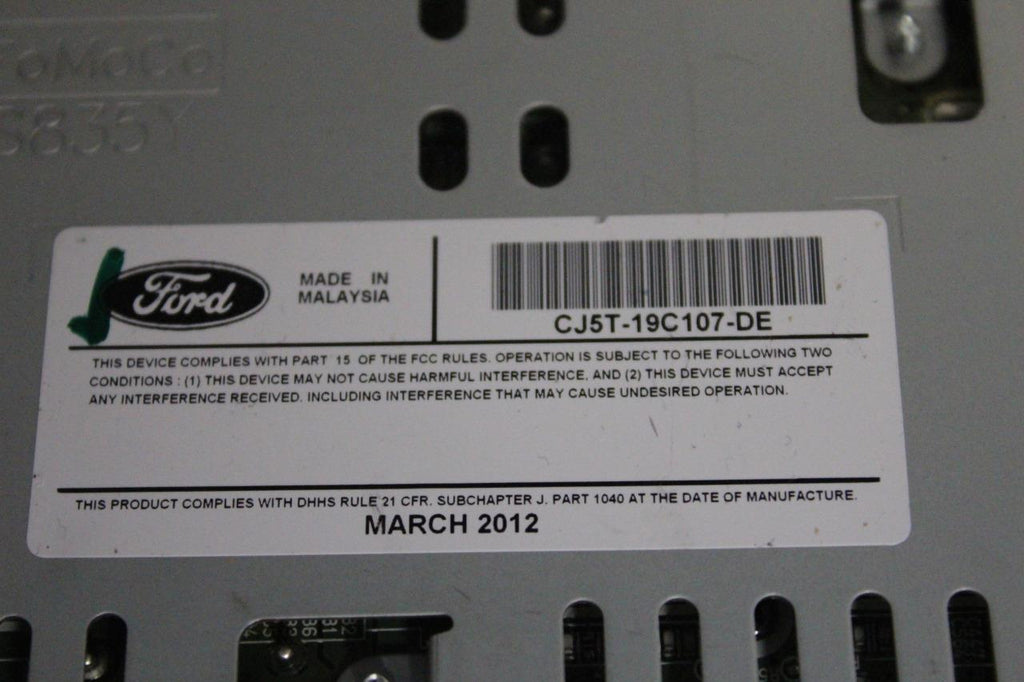 FoMoCo
S835Y
Ford
MADE IN
MALAYSIA
CJ5T-19C107-DE
THIS DEVICE COMPLIES WITH PART 15 OF THE FCC RULES. OPERATION IS SUBJECT TO THE FOLLOWING TWO
CONDITIONS : (1) THIS DEVICE MAY NOT CAUSE HARMFUL INTERFERENCE. AND (2) THIS DEVICE MUST ACCEPT
ANY INTERFERENCE RECEIVED. INCLUDING INTERFERENCE THAT MAY CAUSE UNDESIRED OPERATION.
THIS PRODUCT COMPLIES WITH DHHS RULE 21 CFR. SUBCHAPTER J. PART 1040 AT THE DATE OF MANUFACTURE.
MARCH 2012